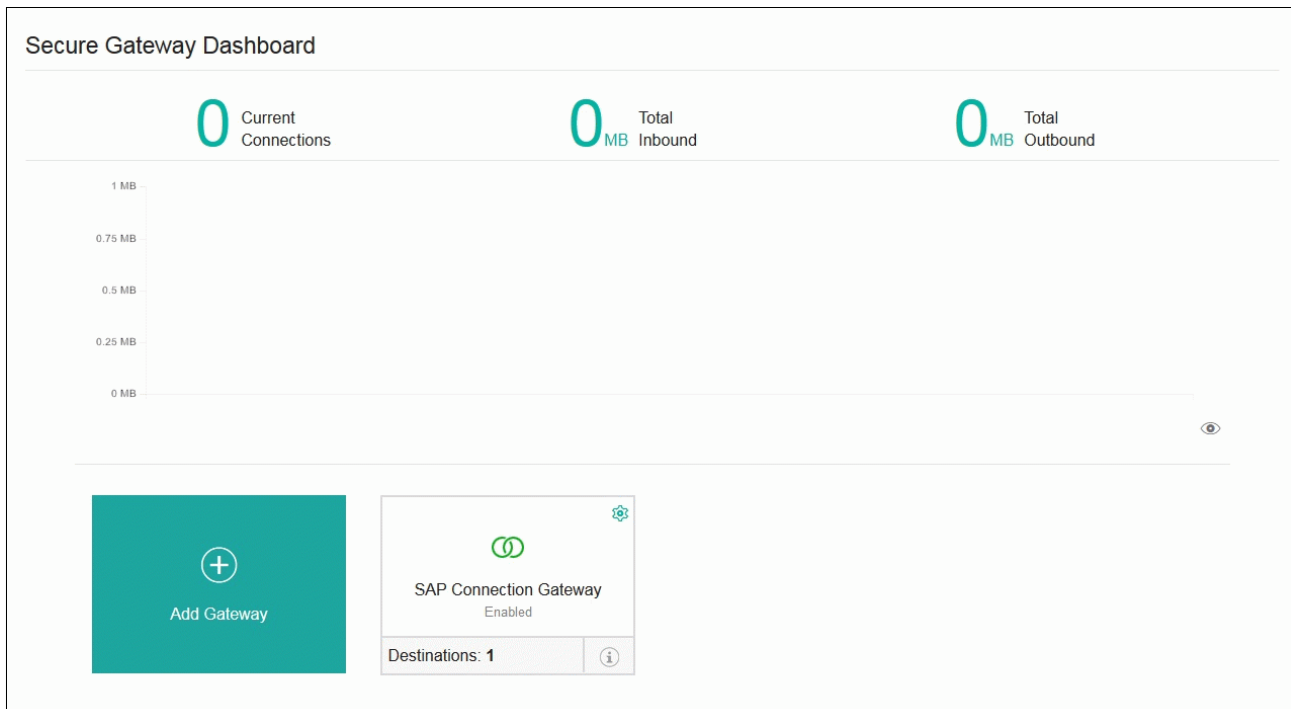 Secure Gateway Dashboard
0 Current Connections
0 MB Total Inbound
0 MB Total Outbound
1 MB
0.75 MB
0.5 MB
0.25 MB
0 MB
Add Gateway
SAP Connection Gateway
Enabled
Destinations: 1